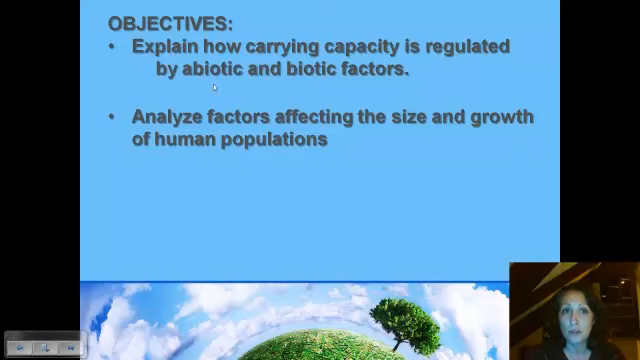 OBJECTIVES:
• Explain how carrying capacity is regulated
by abiotic and biotic factors.
• Analyze factors affecting the size and growth
of human populations